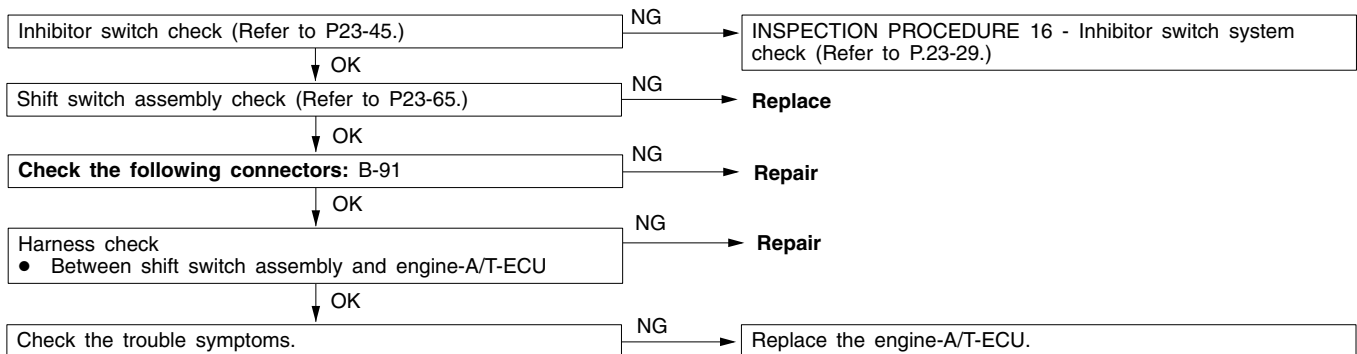 Inhibitor switch check (Refer to P23-45.)
NG
INSPECTION PROCEDURE 16 - Inhibitor switch system
check (Refer to P.23-29.)
OK
Shift switch assembly check (Refer to P23-65.)
NG
Replace
OK
Check the following connectors: B-91
NG
Repair
OK
Harness check
● Between shift switch assembly and engine-A/T-ECU
NG
Repair
OK
Check the trouble symptoms.
NG
Replace the engine-A/T-ECU.